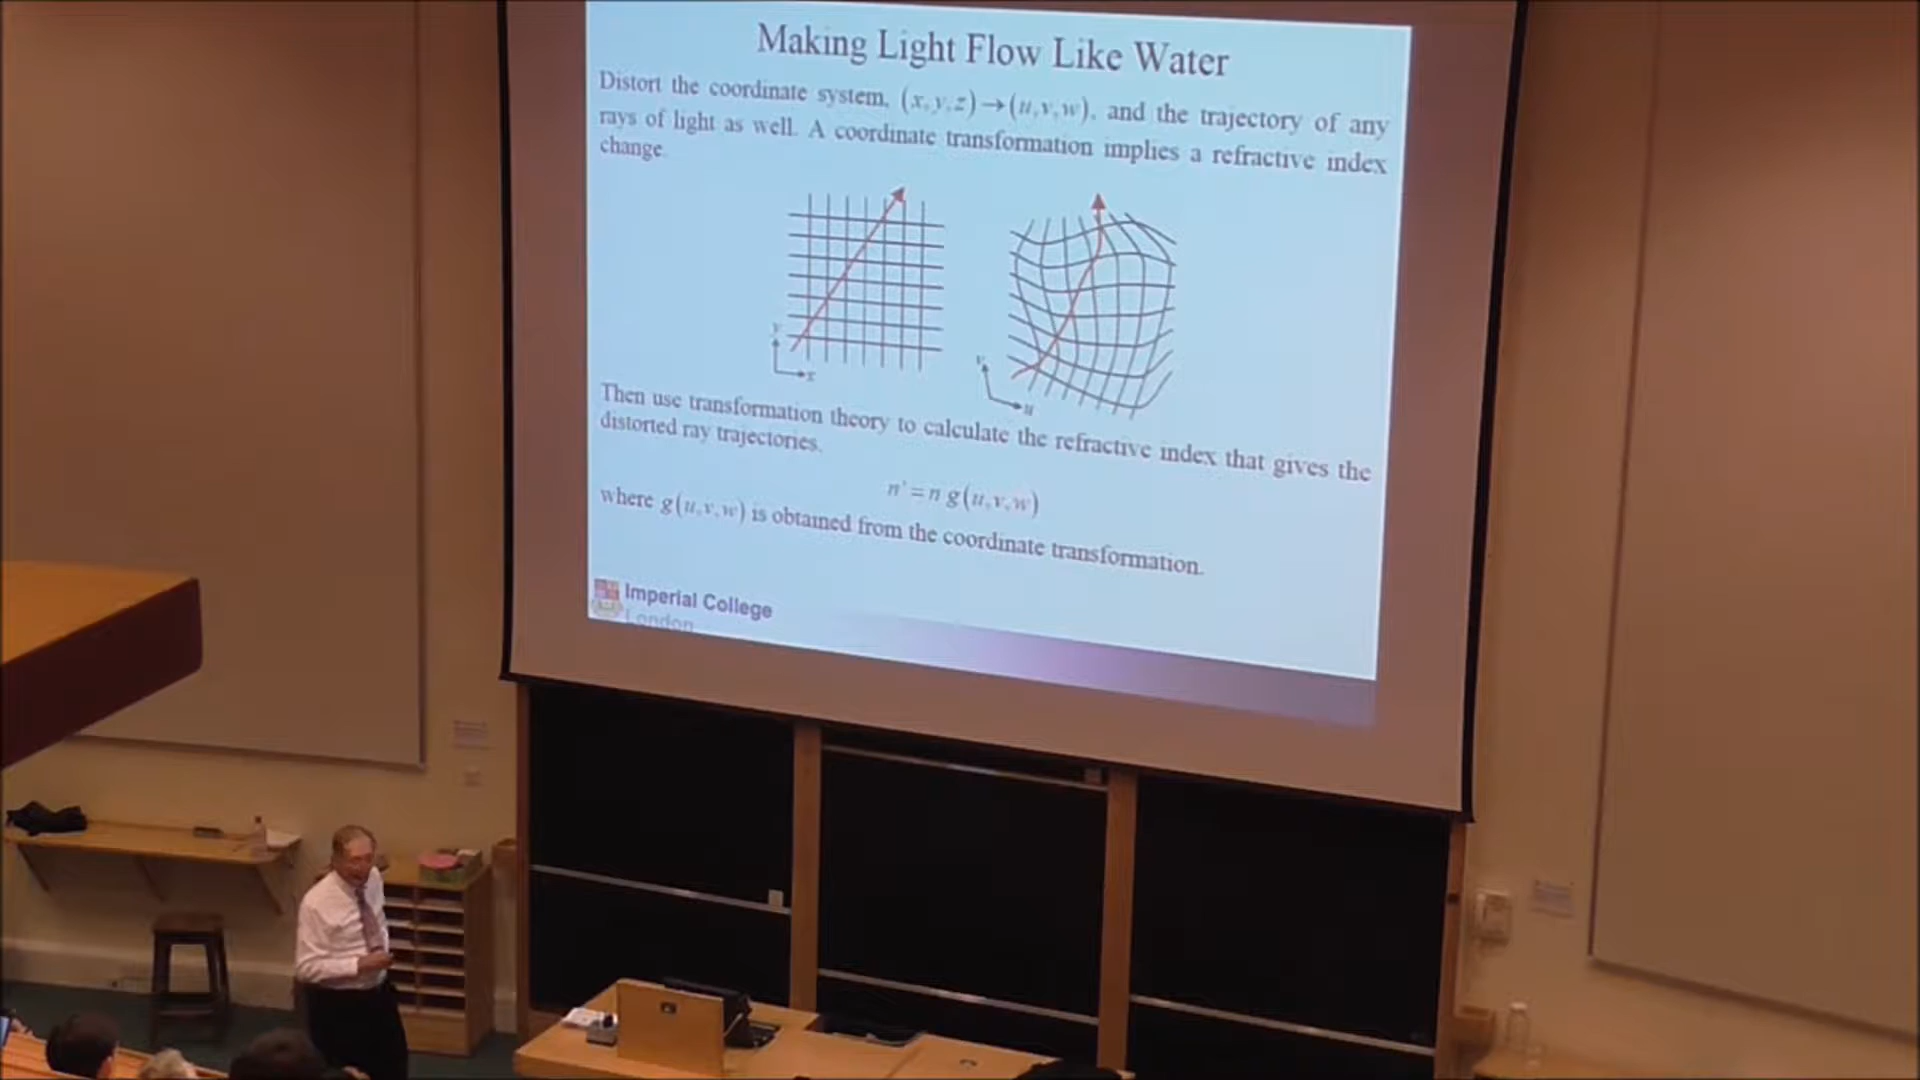 Making Light Flow Like Water
Distort the coordinate system, (x,y,z)→(u,v,w), and the trajectory of any
rays of light as well. A coordinate transformation implies a refractive index
change.
y
x
v
u
Then use transformation theory to calculate the refractive index that gives the
distorted ray trajectories.
n'=n g(u,v,w)
where g(u,v,w) is obtained from the coordinate transformation.
Imperial College
London